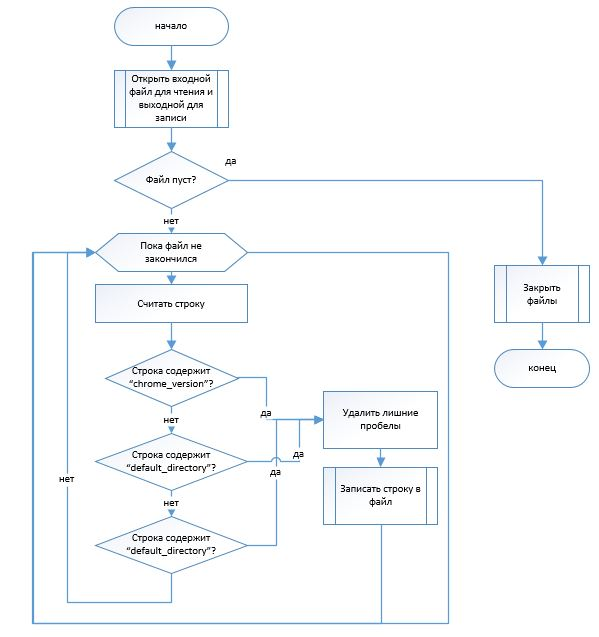 начало
Открыть входной
файл для чтения и
выходной для
записи
да
Файл пуст?
нет
Пока файл не
закончился
Закрыть
файлы
Считать строку
конец
Строка содержит
“chrome_version”?
да
Удалить лишние
пробелы
нет
Строка содержит
“default_directory”?
да
да
нет
Записать строку в
файл
нет
Строка содержит
“default_directory”?